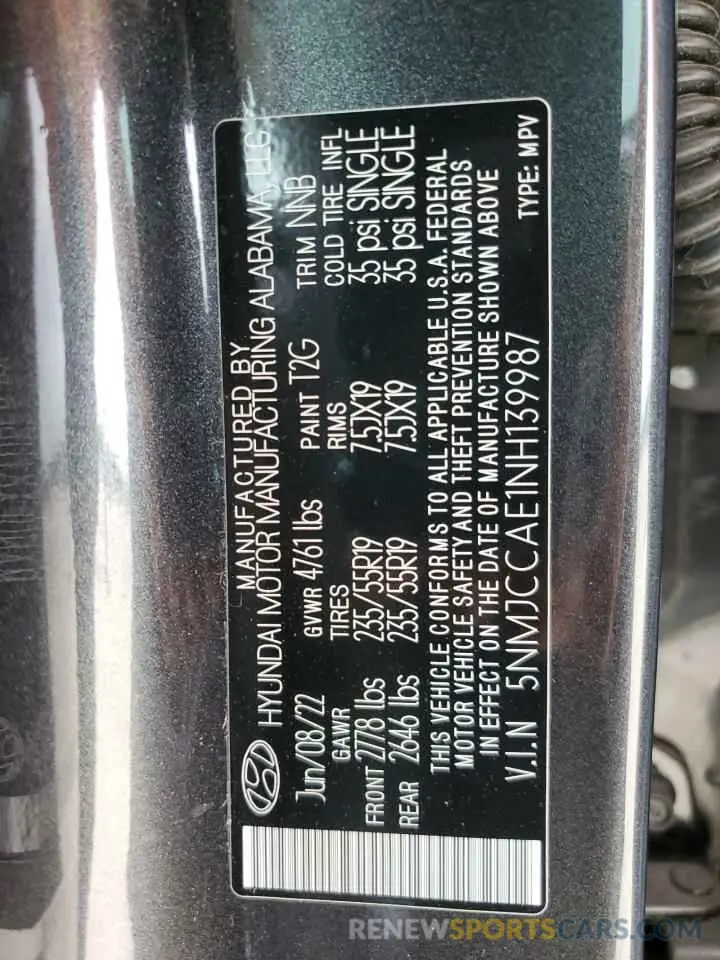 MANUFACTURED BY
HYUNDAI MOTOR MANUFACTURING ALABAMA, LLC
Jun/08/22 GVWR 4761 lbs PAINT T2G TRIM NNB
GAWR TIRES RIMS COLD TIRE INFL
FRONT 2778 lbs 235/55R19 7.5JX19 35 psi SINGLE
REAR 2646 lbs 235/55R19 7.5JX19 35 psi SINGLE
THIS VEHICLE CONFORMS TO ALL APPLICABLE U.S.A. FEDERAL
MOTOR VEHICLE SAFETY AND THEFT PREVENTION STANDARDS
IN EFFECT ON THE DATE OF MANUFACTURE SHOWN ABOVE
V.I.N 5NMJCCAE1NH139987 TYPE: MPV
RENEWSPORTSCARS.COM